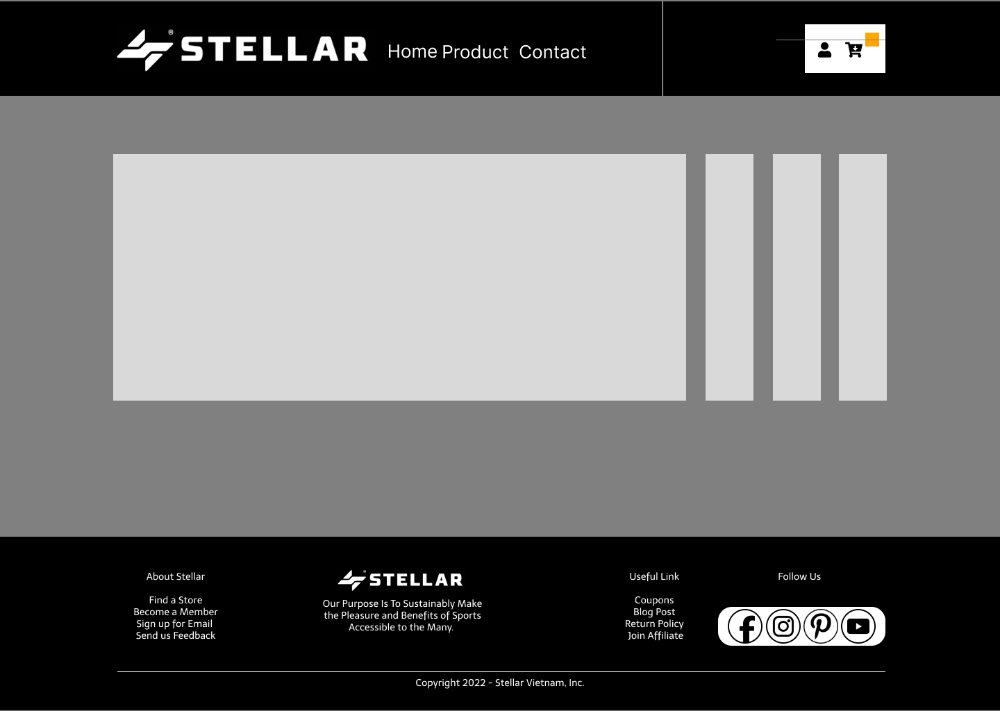 STELLAR®
Home Product Contact
About Stellar
Find a Store
Become a Member
Sign up for Email
Send us Feedback
STELLAR
Our Purpose Is To Sustainably Make
the Pleasure and Benefits of Sports
Accessible to the Many.
Useful Link
Coupons
Blog Post
Return Policy
Join Affiliate
Follow Us
Copyright 2022 - Stellar Vietnam, Inc.